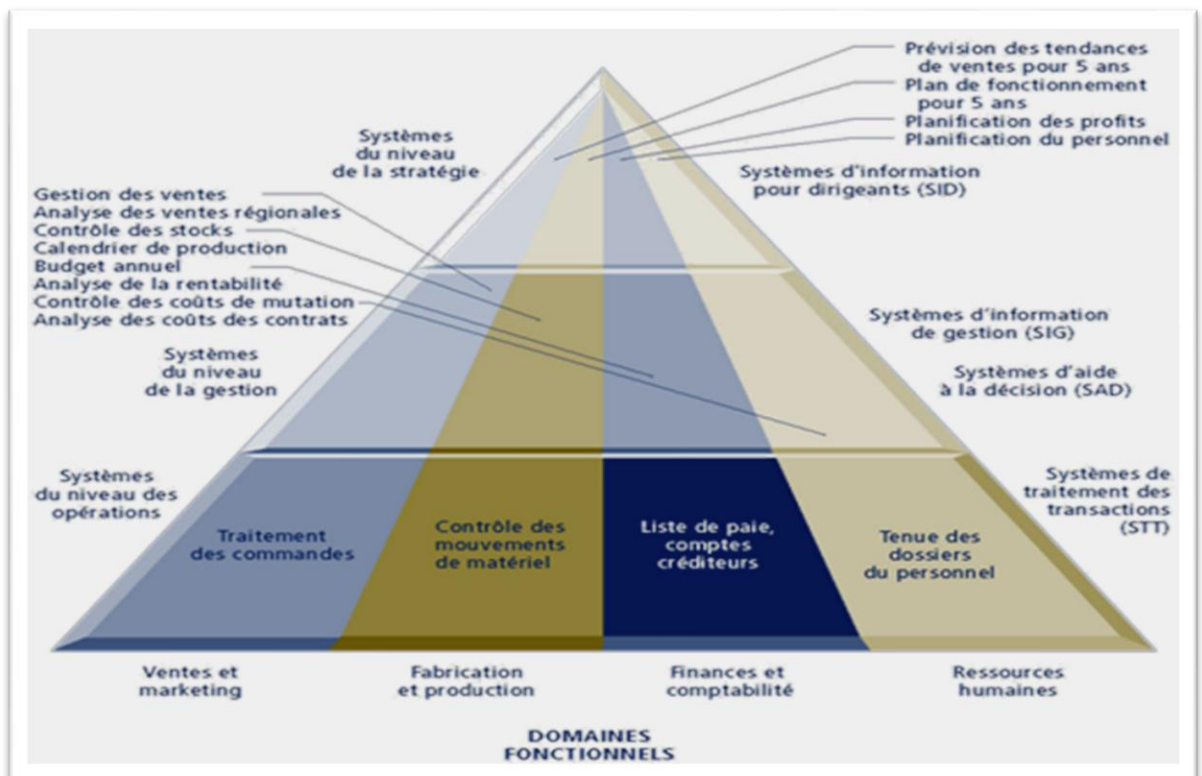 Prévision des tendances
de ventes pour 5 ans
Plan de fonctionnement
pour 5 ans
Planification des profits
Planification du personnel
Systèmes
du niveau
de la stratégie
Systèmes d'information
pour dirigeants (SID)
Gestion des ventes
Analyse des ventes régionales
Contrôle des stocks
Calendrier de production
Budget annuel
Analyse de la rentabilité
Contrôle des coûts de mutation
Analyse des coûts des contrats
Systèmes d'information
de gestion (SIG)
Systèmes
du niveau
de la gestion
Systèmes d'aide
à la décision (SAD)
Systèmes
du niveau des
opérations
Systèmes de
traitement des
transactions
(STT)
Traitement
des commandes
Contrôle des
mouvements
de matériel
Liste de paie,
comptes
créditeurs
Tenue des
dossiers
du personnel
Ventes et
marketing
Fabrication
et production
Finances et
comptabilité
Ressources
humaines
DOMAINES
FONCTIONNELS